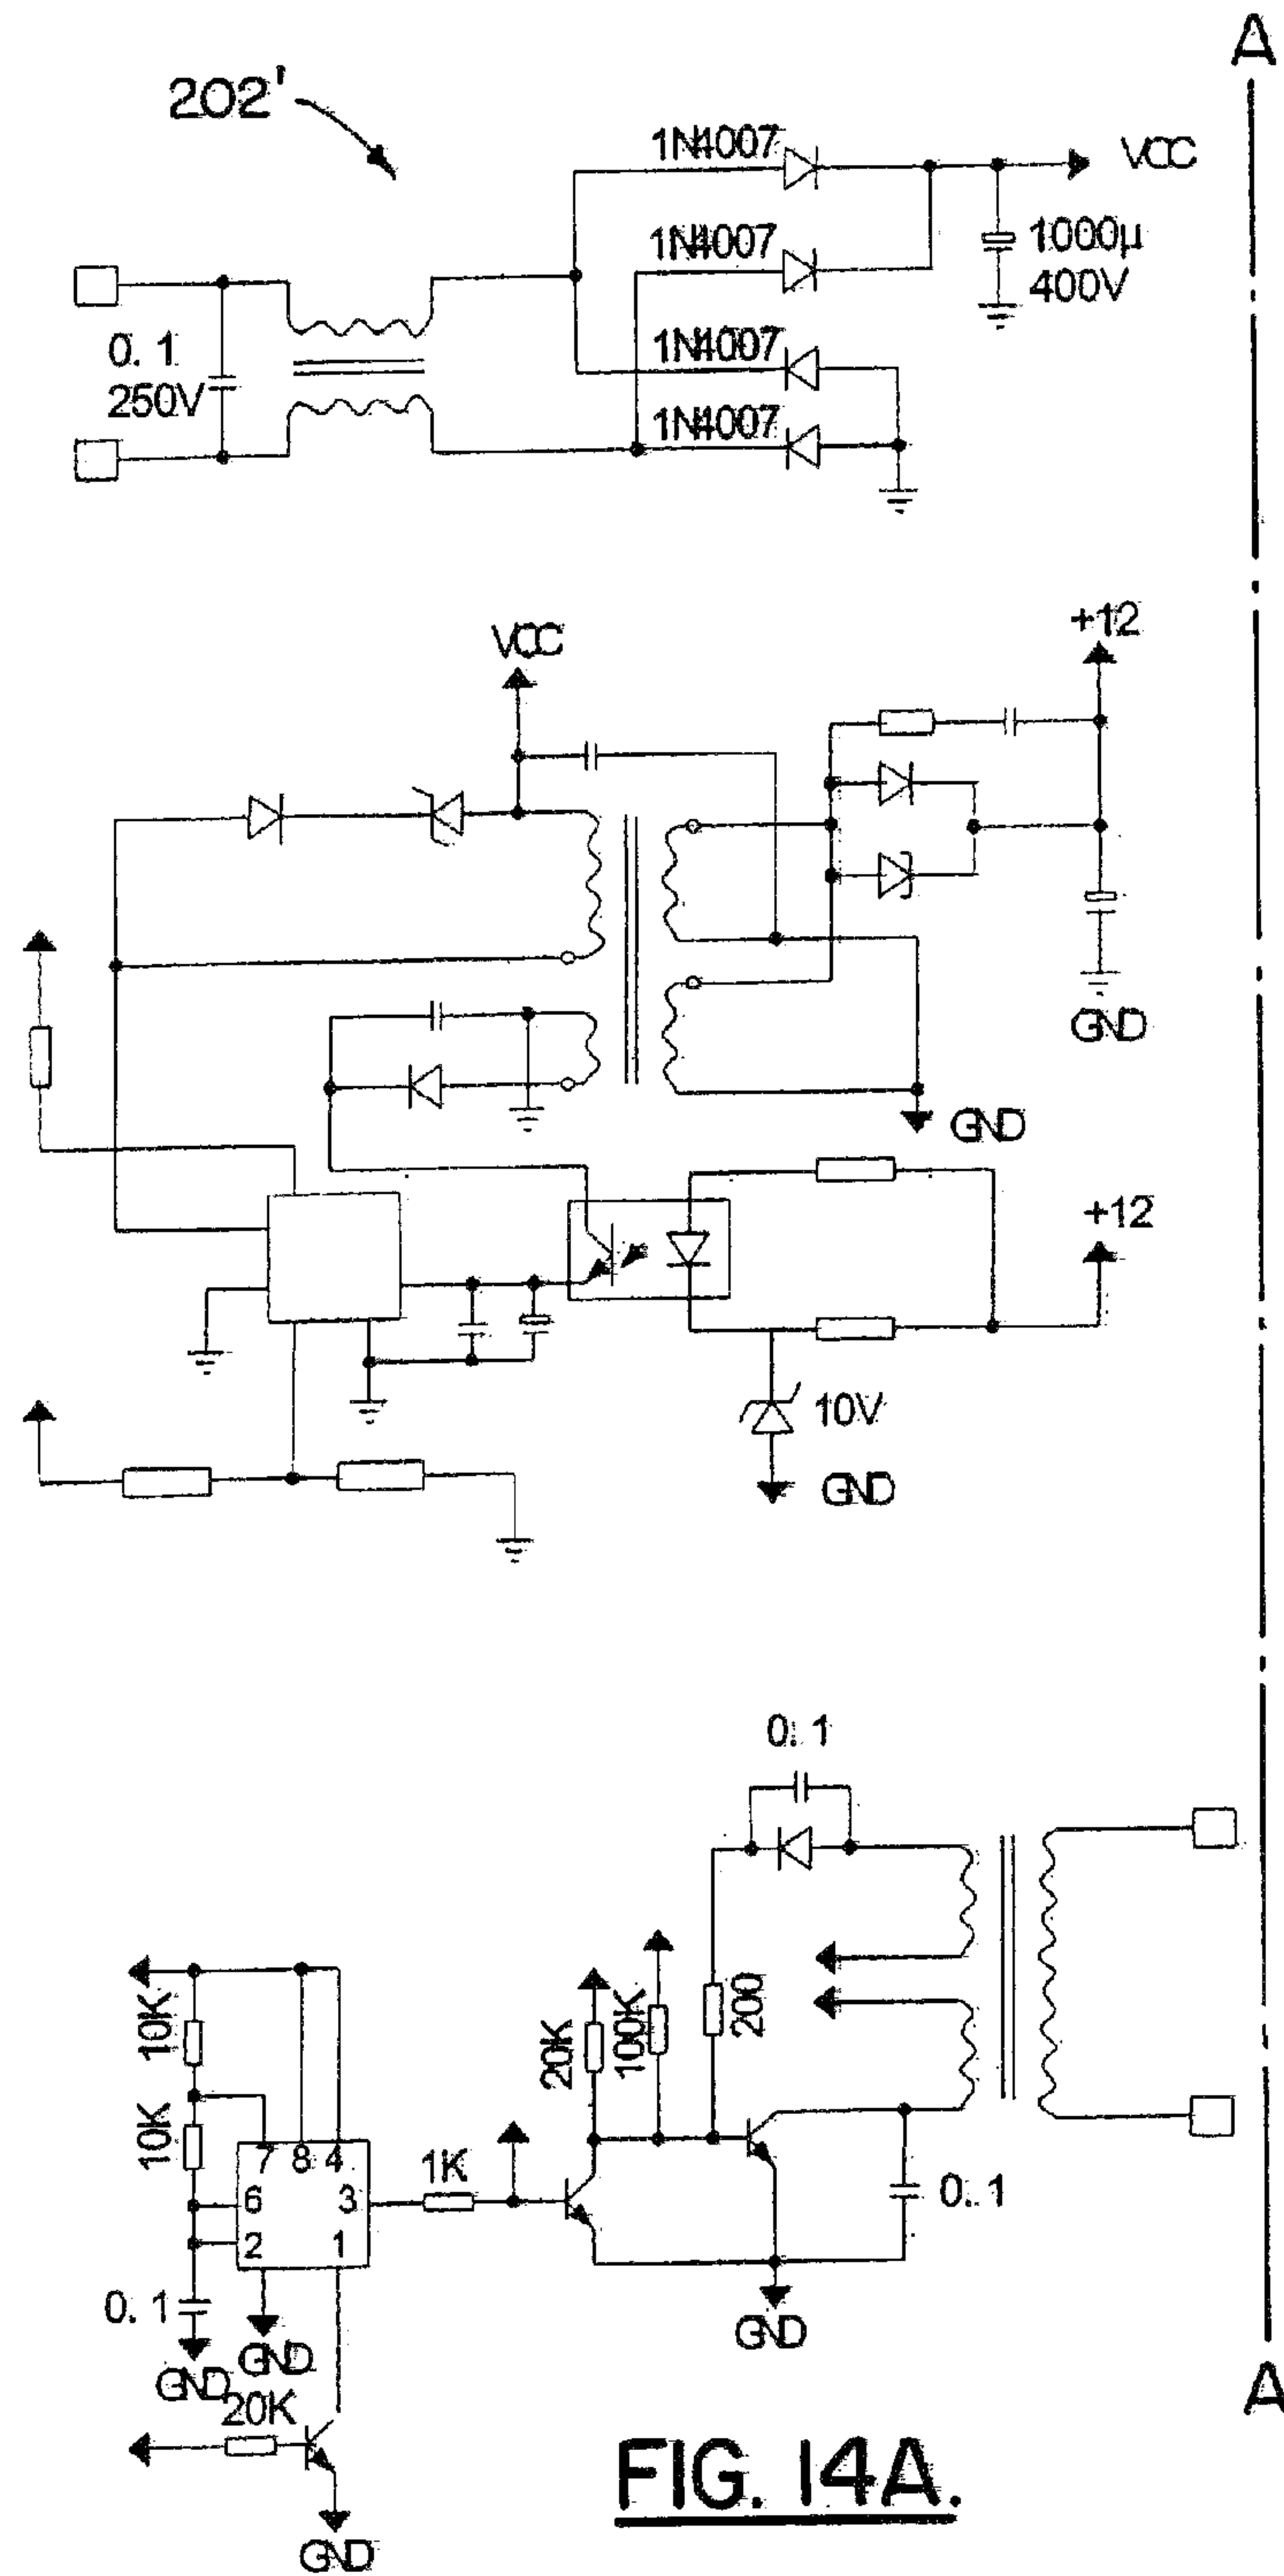 A
202'
1N4007
VCC
1N4007
1000µ
400V
0.1
250V
1N4007
1N4007
VCC
+12
GND
GND
+12
10V
GND
0.1
10K
20K
100K
200
10K
7 8 4
1K
6 3
2 1
0.1
0.1
GND
GND
GND
20K
A
FIG. 14A.
GND